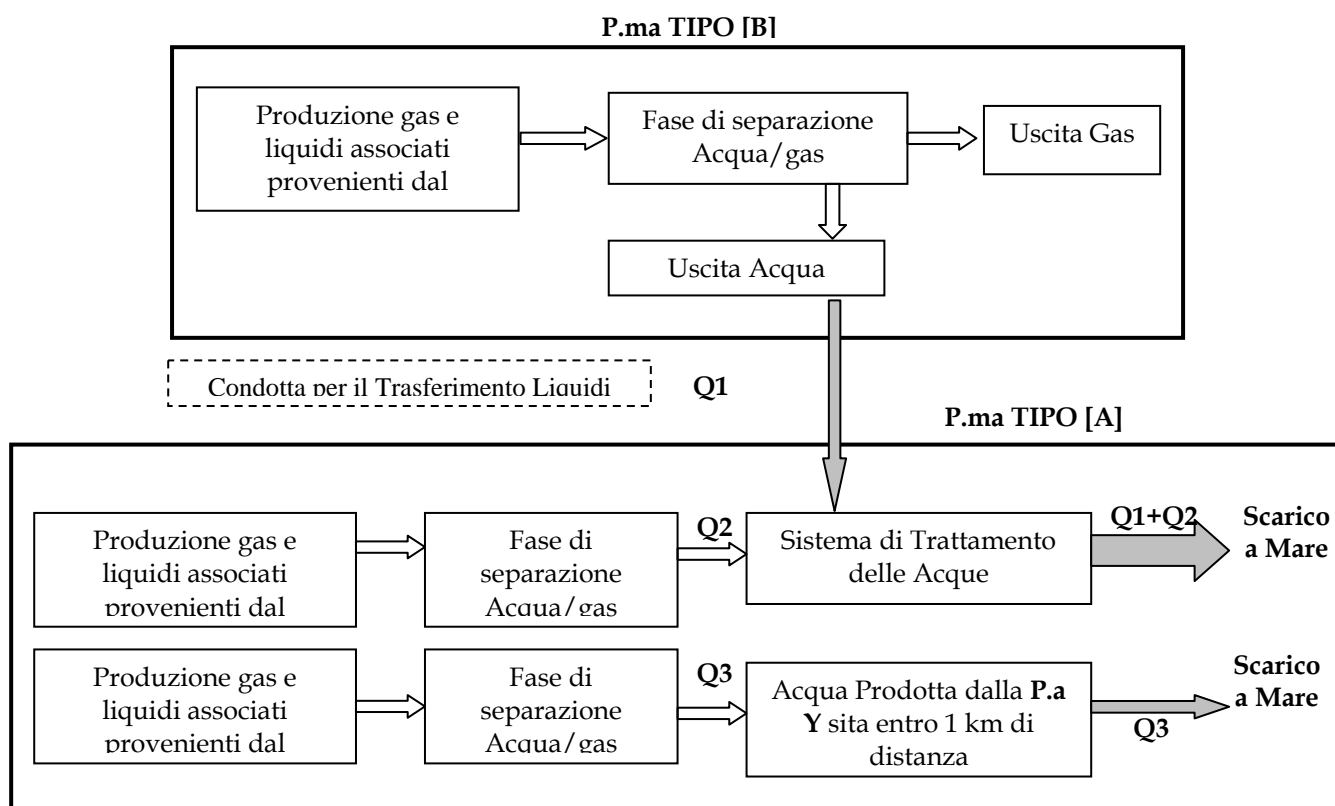 P.ma TIPO [B]
Produzione gas e
liquidi associati
provenienti dal
Fase di separazione
Acqua/gas
Uscita Gas
Uscita Acqua
Condotta per il Trasferimento Liquidi
Q1
P.ma TIPO [A]
Produzione gas e
liquidi associati
provenienti dal
Fase di
separazione
Acqua/gas
Q2
Sistema di Trattamento
delle Acque
Q1+Q2
Scarico
a Mare
Produzione gas e
liquidi associati
provenienti dal
Fase di
separazione
Acqua/gas
Q3
Acqua Prodotta dalla P.a
Y sita entro 1 km di
distanza
Q3
Scarico
a Mare